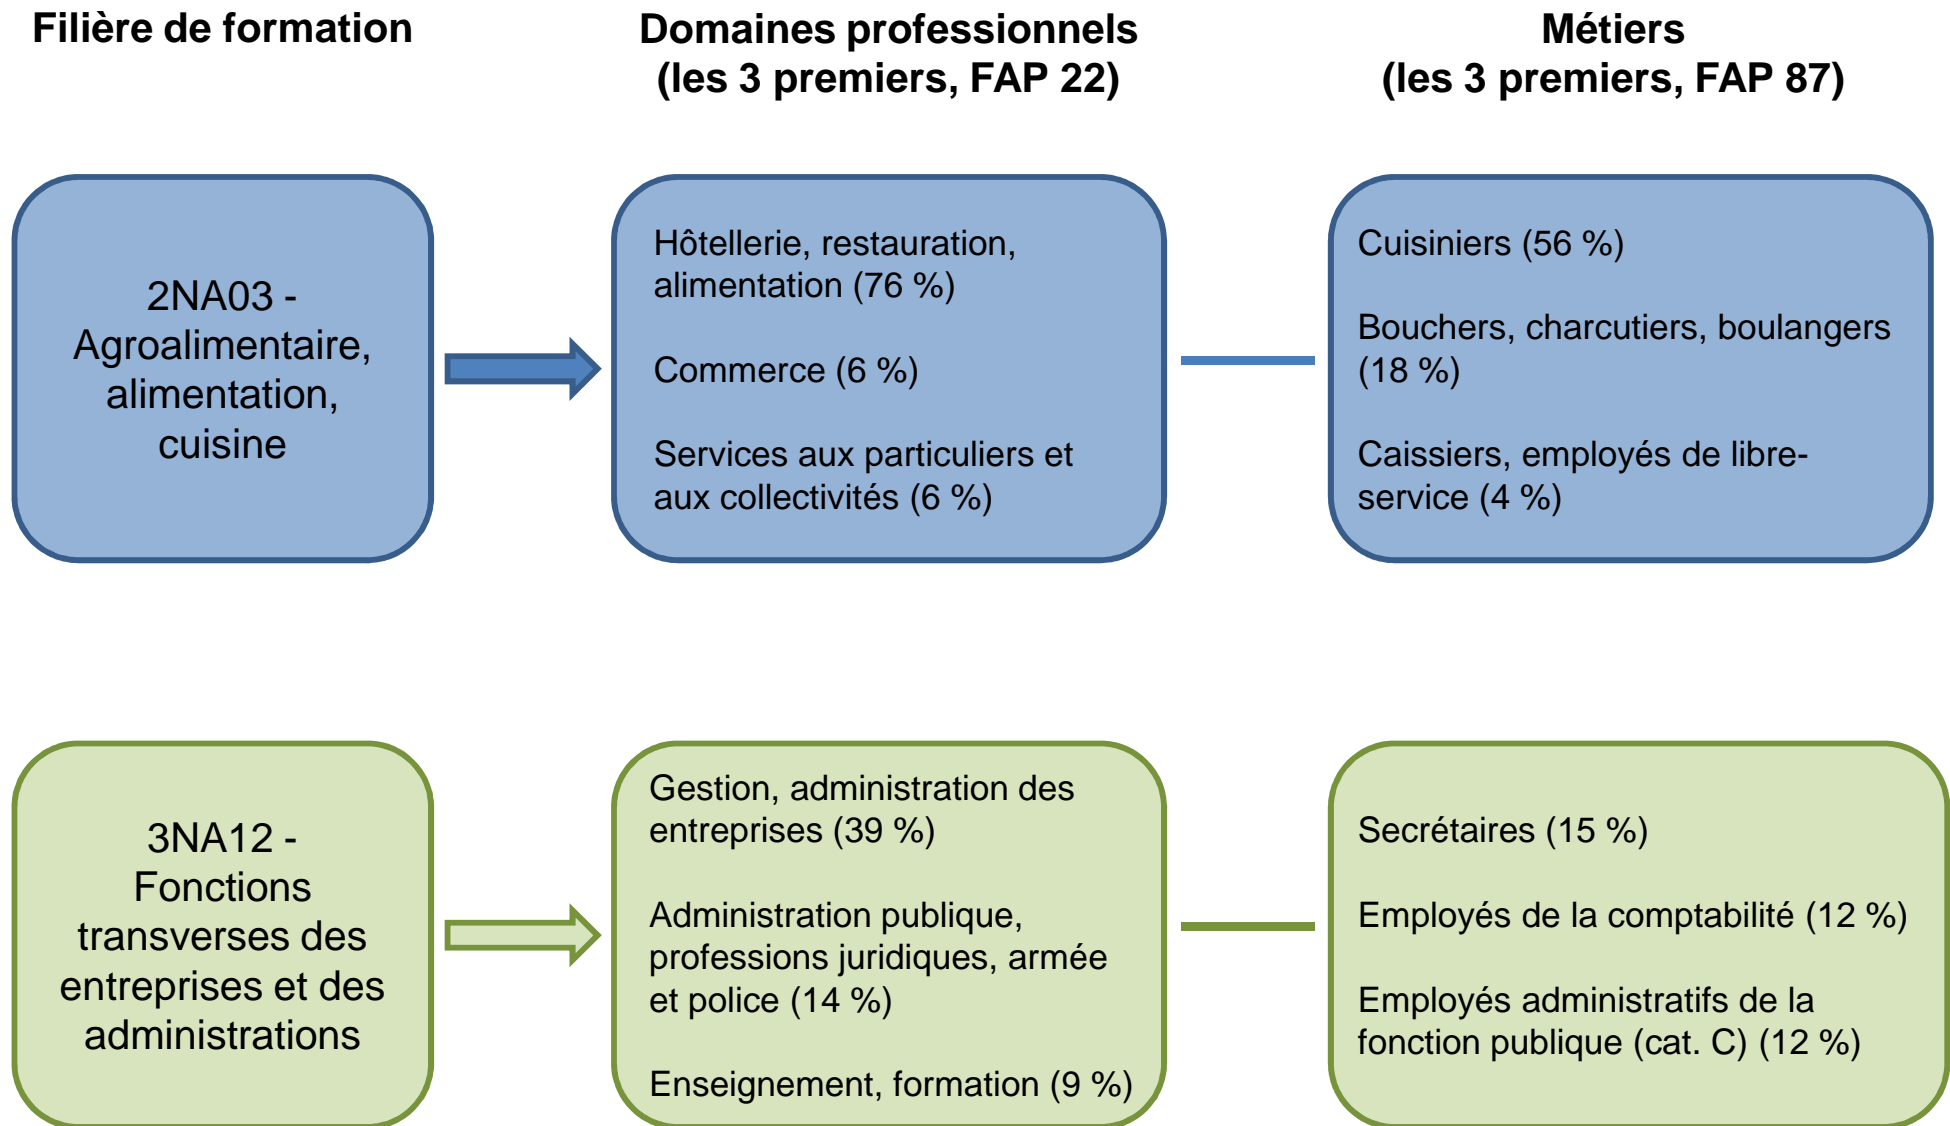 Filière de formation
Domaines professionnels
(les 3 premiers, FAP 22)
Métiers
(les 3 premiers, FAP 87)
2NA03 -
Agroalimentaire,
alimentation,
cuisine
Hôtellerie, restauration,
alimentation (76 %)
Commerce (6 %)
Services aux particuliers et
aux collectivités (6 %)
Cuisiniers (56 %)
Bouchers, charcutiers, boulangers
(18 %)
Caissiers, employés de libre-
service (4 %)
3NA12 -
Fonctions
transverses des
entreprises et des
administrations
Gestion, administration des
entreprises (39 %)
Administration publique,
professions juridiques, armée
et police (14 %)
Enseignement, formation (9 %)
Secrétaires (15 %)
Employés de la comptabilité (12 %)
Employés administratifs de la
fonction publique (cat. C) (12 %)